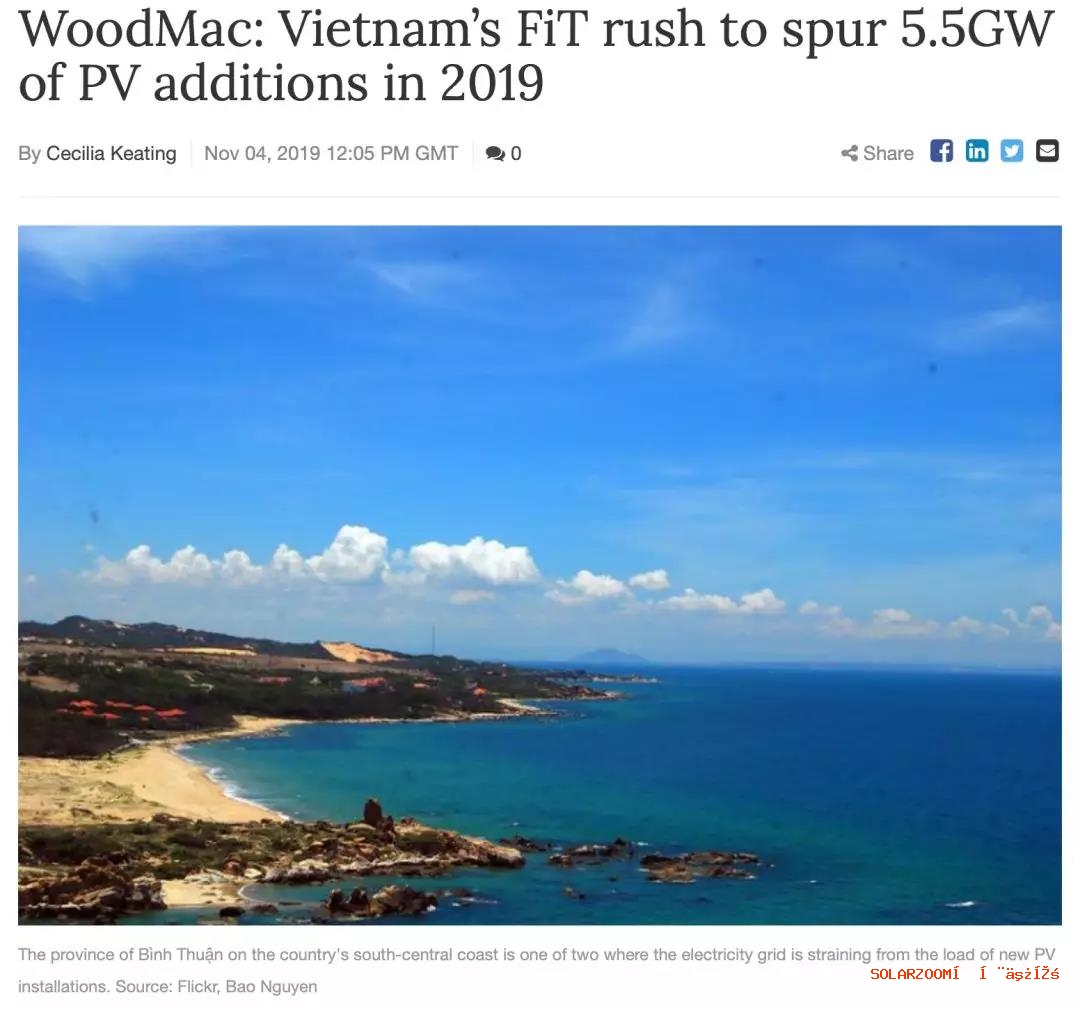 WoodMac: Vietnam's FiT rush to spur 5.5GW
of PV additions in 2019
By Cecilia Keating Nov 04, 2019 12:05 PM GMT 0 Share
The province of Bình Thuận on the country's south-central coast is one of two where the electricity grid is straining from the load of new PV
installations. Source: Flickr, Bao Nguyen
SOLARZOOM